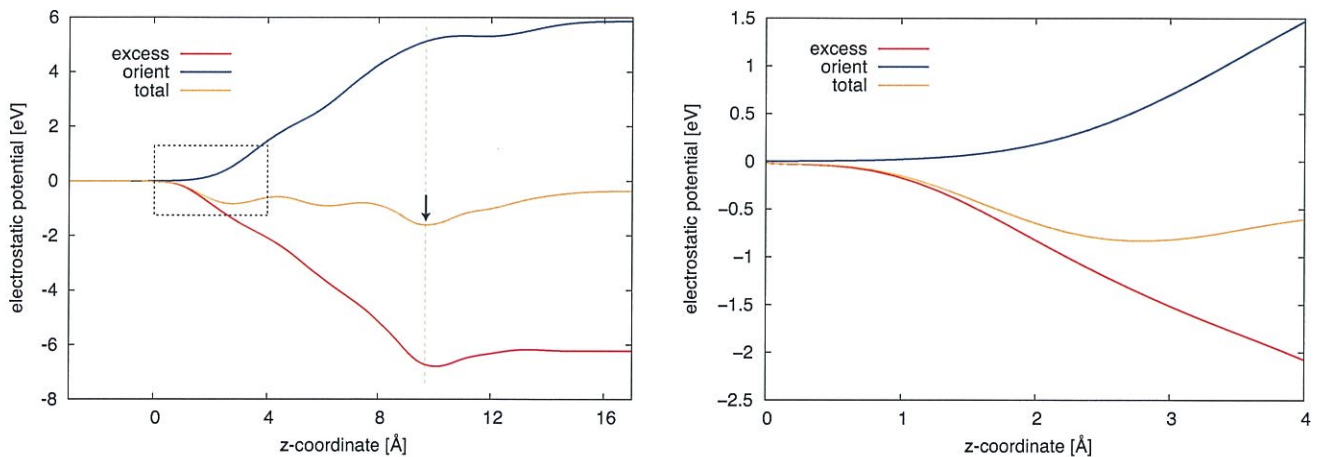 6
4
2
0
-2
-4
-6
-8
electrostatic potential [eV]
excess
orient
total
0
4
8
12
16
z-coordinate [Å]
1.5
1
0.5
0
−0.5
−1
−1.5
−2
−2.5
electrostatic potential [eV]
excess
orient
total
0
1
2
3
4
z-coordinate [Å]